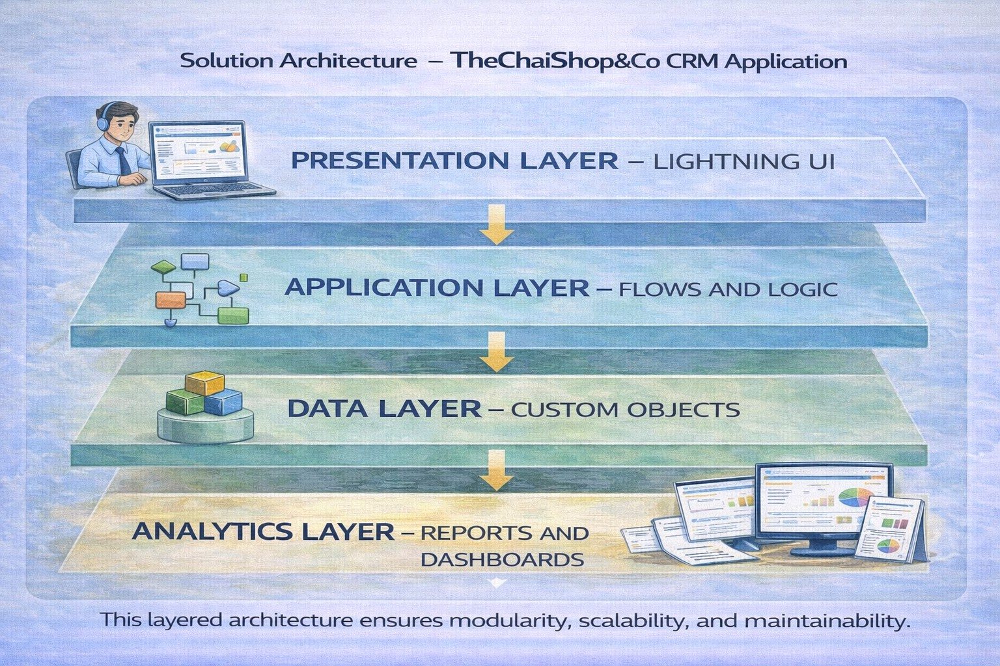 Solution Architecture – TheChaiShop&Co CRM Application
PRESENTATION LAYER – LIGHTNING UI
APPLICATION LAYER – FLOWS AND LOGIC
DATA LAYER – CUSTOM OBJECTS
ANALYTICS LAYER – REPORTS AND
DASHBOARDS
This layered architecture ensures modularity, scalability, and maintainability.